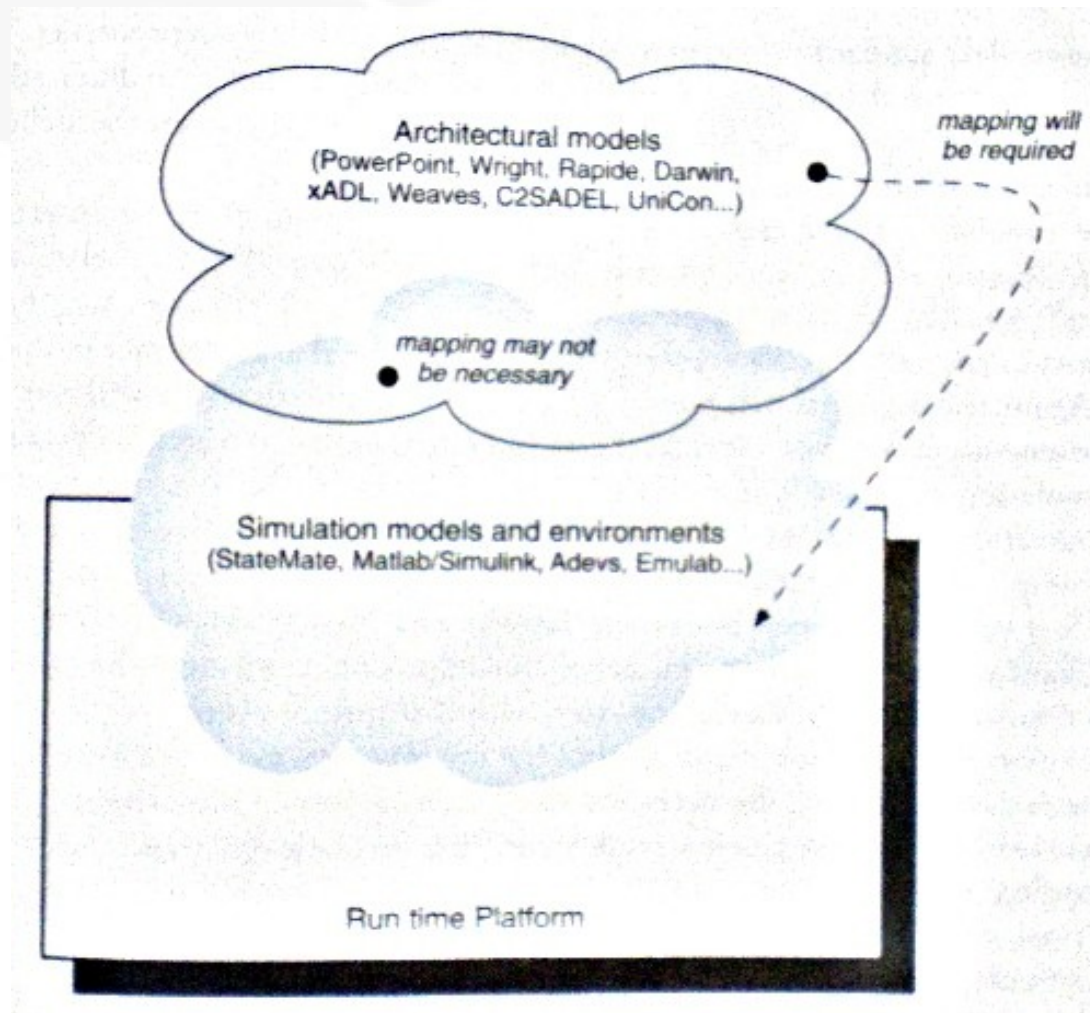 Architectural models
(PowerPoint, Wright, Rapide, Darwin,
xADL, Weaves, C2SADEL, UniCon...)
mapping will
be required
mapping may not
be necessary
Simulation models and environments
(StateMate, Matlab/Simulink, Adevs, Emulab...)
Run time Platform